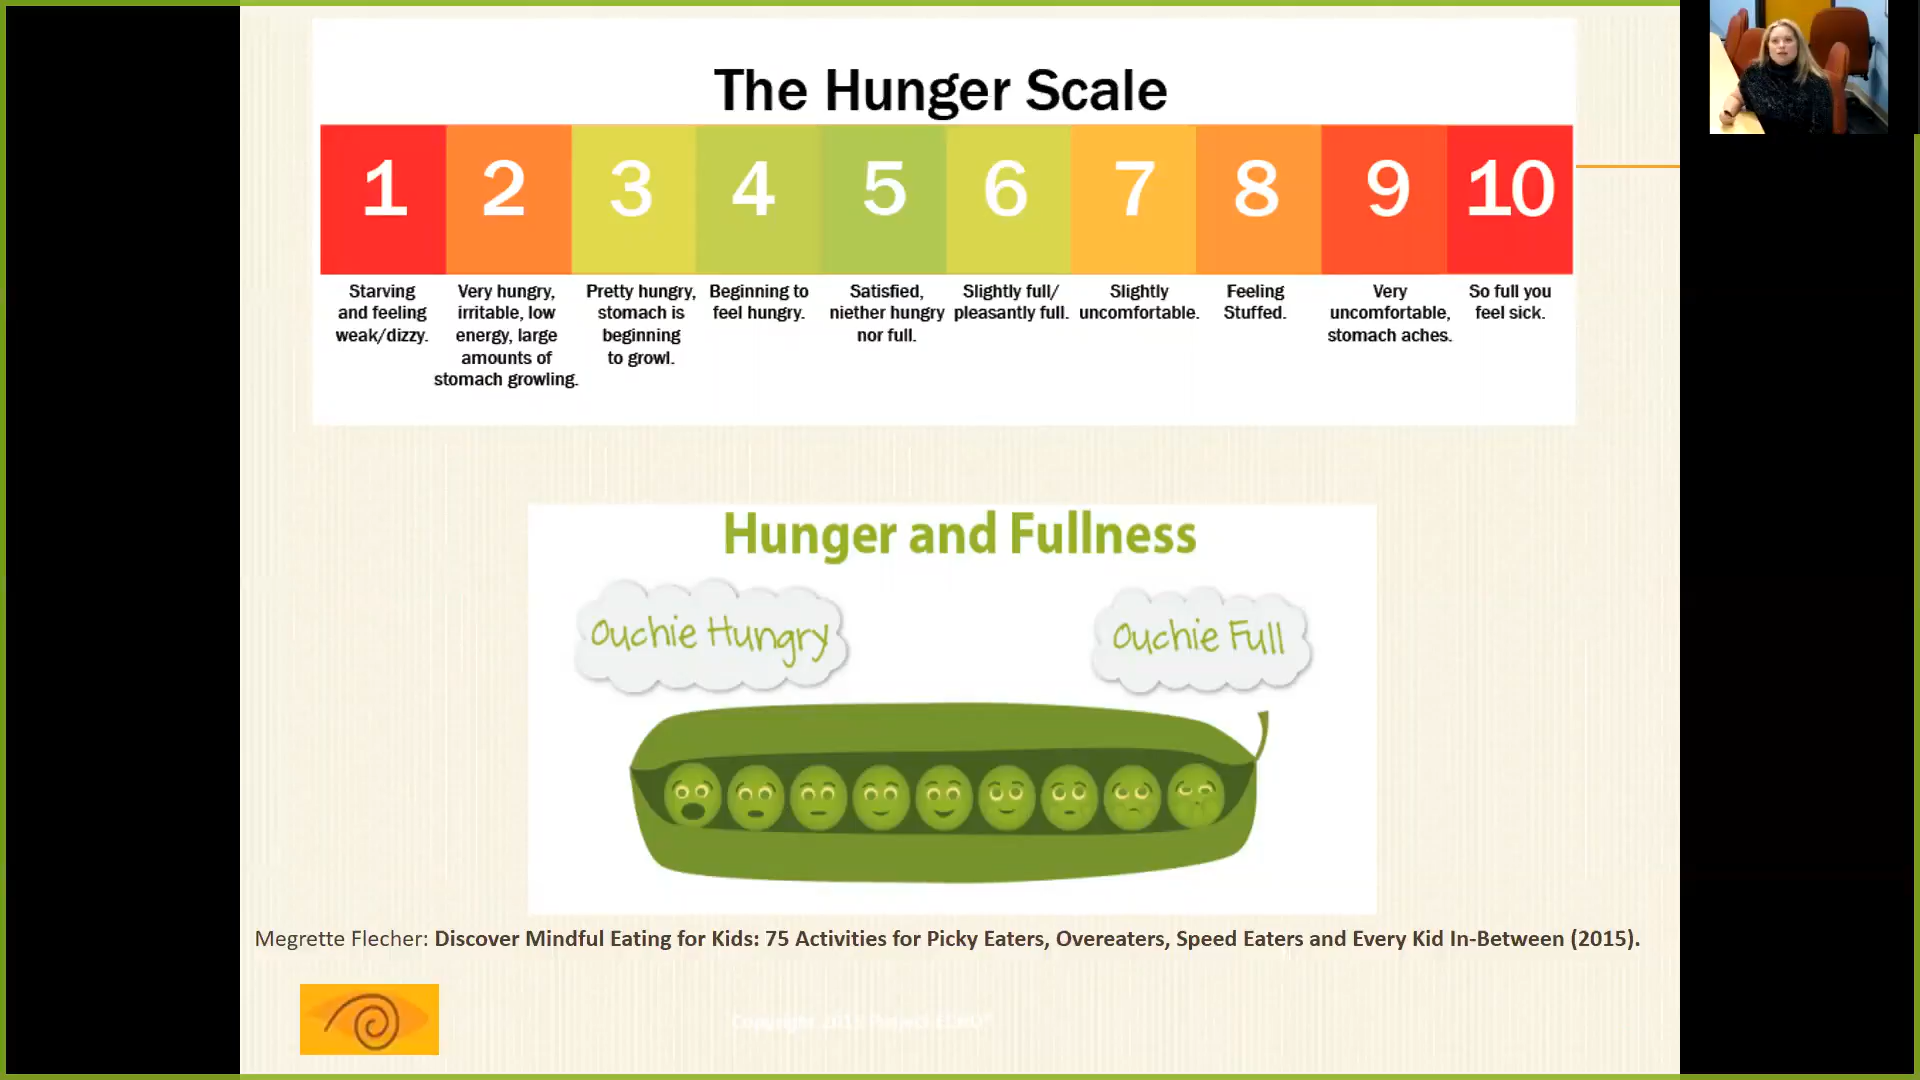 The Hunger Scale
1 2 3 4 5 6 7 8 9 10
Starving
and feeling
weak/dizzy.
Very hungry,
irritable, low
energy, large
amounts of
stomach growling.
Pretty hungry,
stomach is
beginning
to growl.
Beginning to
feel hungry.
Satisfied,
niether hungry
nor full.
Slightly full/
pleasantly full.
Slightly
uncomfortable.
Feeling
Stuffed.
Very
uncomfortable,
stomach aches.
So full you
feel sick.
Hunger and Fullness
Ouchie Hungry
Ouchie Full
Megrette Flecher: Discover Mindful Eating for Kids: 75 Activities for Picky Eaters, Overeaters, Speed Eaters and Every Kid In-Between (2015).
Copyright